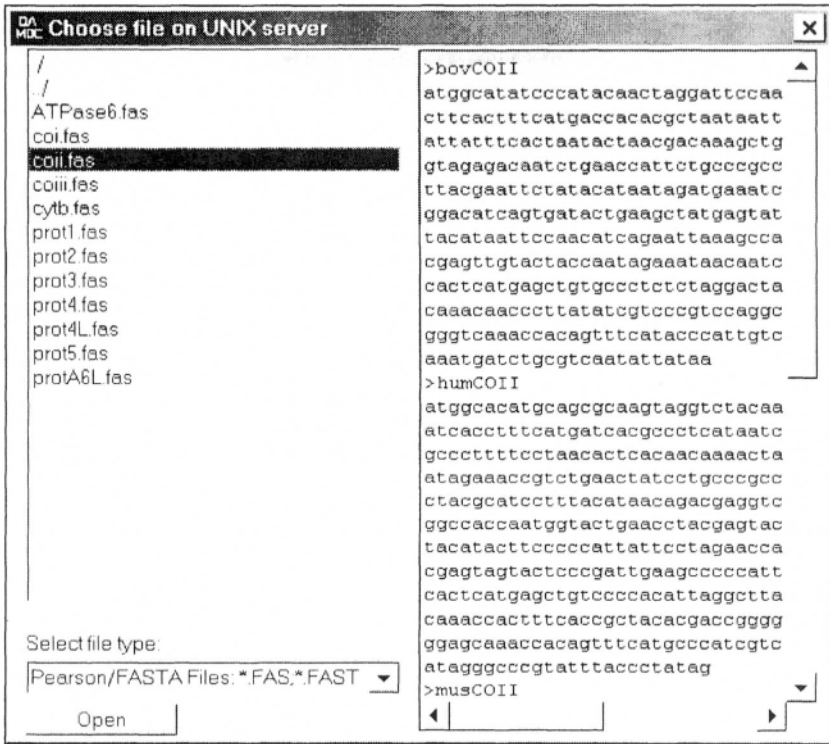 DA MDC Choose file on UNIX server
/
../
ATPase6.fas
coi.fas
coii.fas
coiii.fas
cytb.fas
prot1.fas
prot2.fas
prot3.fas
prot4.fas
prot4L.fas
prot5.fas
protA6L.fas
Select file type:
Pearson/FASTA Files: *.FAS,*.FAST
Open
>bovCOII
atggcatatcccatacaactaggattccaa
cttcactttcatgaccacacgctaataatt
attatttcactaatactaacgacaaagctg
gtagagacaatctgaaccattctgcccgcc
ttacgaattctatacataatagatgaaatc
ggacatcagtgatactgaagctatgagtat
tacataattccaacatcagaattaaagcca
cgagttgtactaccaatagaaataacaatc
cactcatgagctgtgccctctctaggacta
caaacaacccttatatcgtcccgtccaggc
gggtcaaaccacagtttcatacccattgtc
aaatgatctgcgtcaatattataa
>humCOII
atggcacatgcagcgcaagtaggtctacaa
atcacctttcatgatcacgccctcataatc
gcccttttcctaacactcacaacaaaacta
atagaaaccgtctgaactatcctgcccgcc
ctacgcatcctttacataacagacgaggtc
ggccaccaatggtactgaacctacgagtac
tacatacttcccccattattcctagaacca
cgagtagtactcccgattgaagcccccatt
cactcatgagctgtccccacattaggctta
caaaccactttcaccgctacacgaccgggg
ggagcaaaccacagtttcatgcccatcgtc
atagggcccgtatttaccctatag
>musCOII